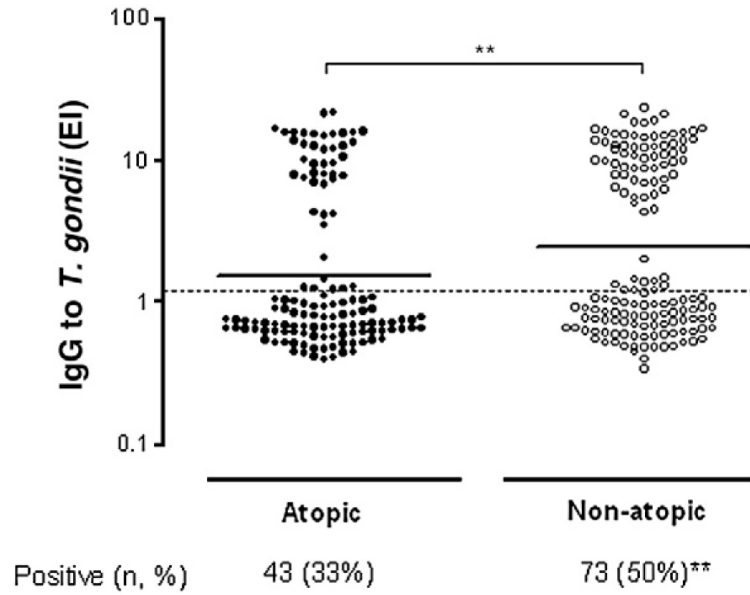 100
**
10
1
0.1
IgG to T. gondii (EI)
Atopic Non-atopic
Positive (n, %) 43 (33%) 73 (50%)**